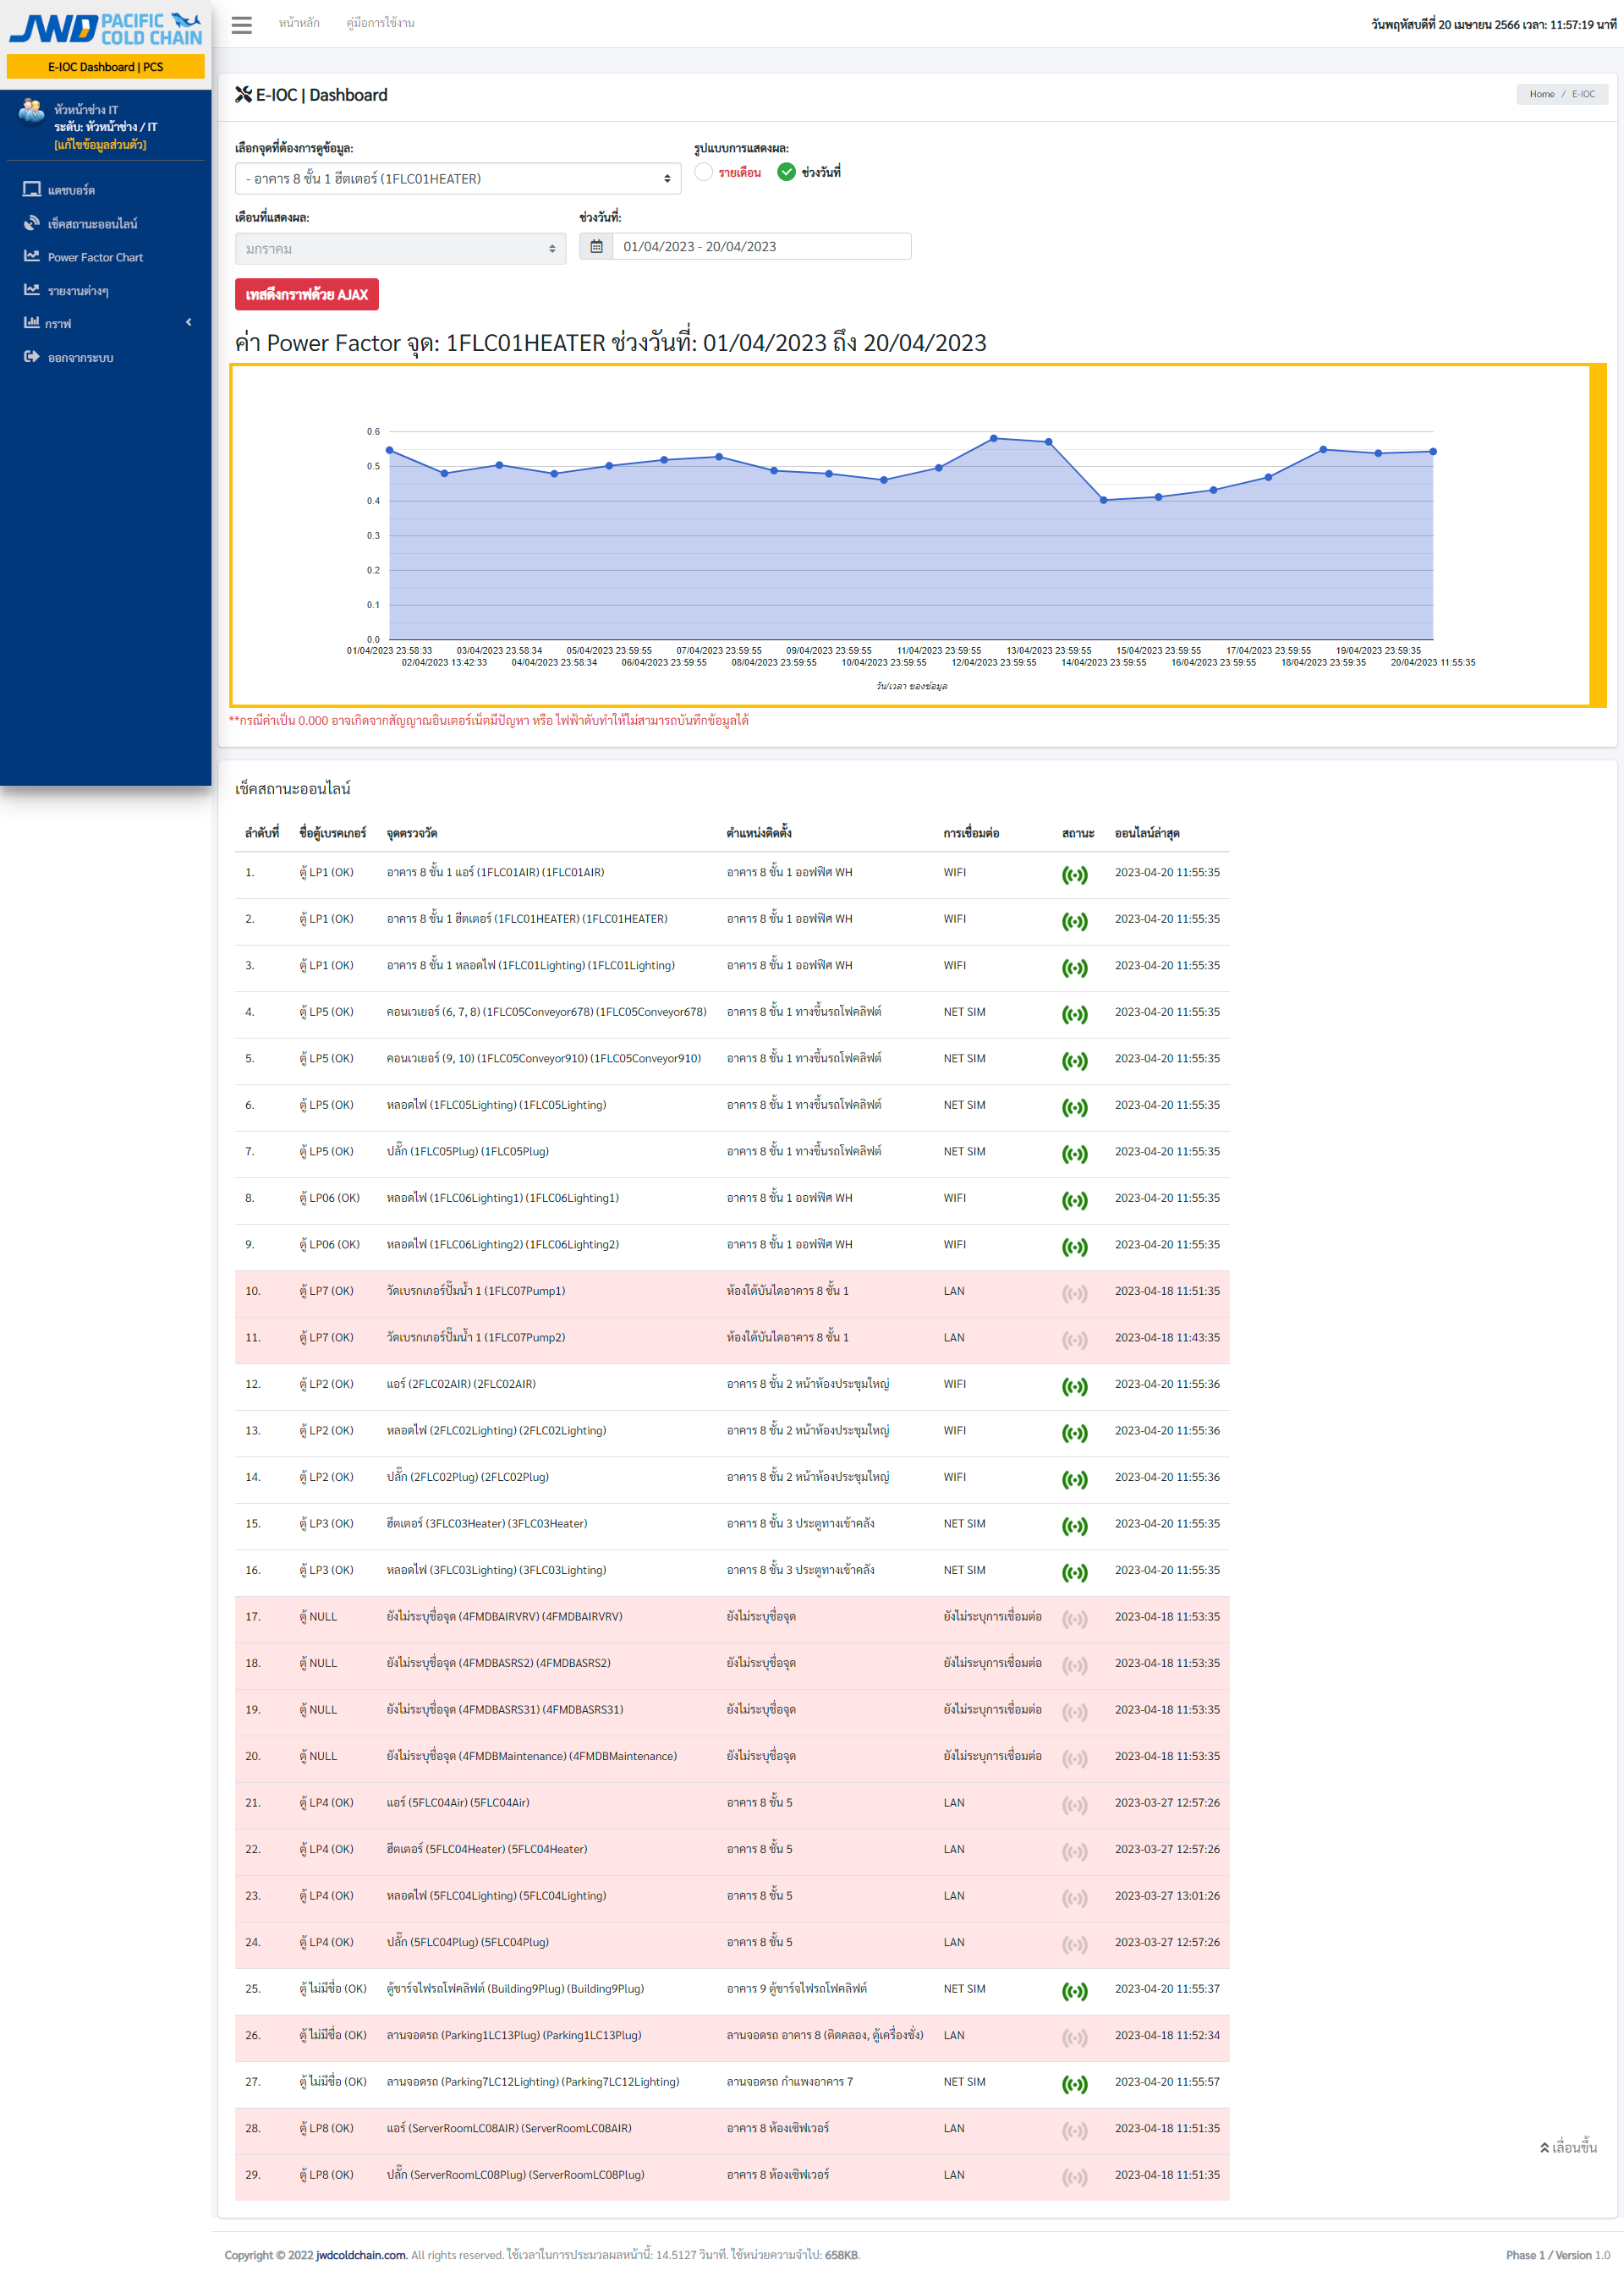 JWD PACIFIC COLD CHAIN
E-IOC Dashboard | PCS
หัวหน้าช่าง IT
ระดับ: หัวหน้าช่าง / IT
[แก้ไขข้อมูลส่วนตัว]
แดชบอร์ด
เช็คสถานะออนไลน์
Power Factor Chart
รายงานต่างๆ
กราฟ
ออกจากระบบ
หน้าหลัก คู่มือการใช้งาน วันพฤหัสบดีที่ 20 เมษายน 2566 เวลา: 11:57:19 นาที
E-IOC | Dashboard Home / E-IOC
เลือกจุดที่ต้องการดูข้อมูล: รูปแบบการแสดงผล:
- อาคาร 8 ชั้น 1 ฮีตเตอร์ (1FLC01HEATER) รายเดือน ช่วงวันที่
เดือนที่แสดงผล: ช่วงวันที่:
มกราคม 01/04/2023 - 20/04/2023
เทสดึงกราฟด้วย AJAX
ค่า Power Factor จุด: 1FLC01HEATER ช่วงวันที่: 01/04/2023 ถึง 20/04/2023
0.6
0.5
0.4
0.3
0.2
0.1
0.0
01/04/2023 23:58:33 03/04/2023 23:58:34 05/04/2023 23:59:55 07/04/2023 23:59:55 09/04/2023 23:59:55 11/04/2023 23:59:55 13/04/2023 23:59:55 15/04/2023 23:59:55 17/04/2023 23:59:55 19/04/2023 23:59:35
02/04/2023 13:42:33 04/04/2023 23:58:34 06/04/2023 23:59:55 08/04/2023 23:59:55 10/04/2023 23:59:55 12/04/2023 23:59:55 14/04/2023 23:59:55 16/04/2023 23:59:55 18/04/2023 23:59:35 20/04/2023 11:55:35
วัน/เวลา ของข้อมูล
**กรณีค่าเป็น 0.000 อาจเกิดจากสัญญาณอินเตอร์เน็ตมีปัญหา หรือ ไฟฟ้าดับทำให้ไม่สามารถบันทึกข้อมูลได้
เช็คสถานะออนไลน์
ลำดับที่ ชื่อตู้เบรคเกอร์ จุดตรวจวัด ตำแหน่งติดตั้ง การเชื่อมต่อ สถานะ ออนไลน์ล่าสุด
1. ตู้ LP1 (OK) อาคาร 8 ชั้น 1 แอร์ (1FLC01AIR) (1FLC01AIR) อาคาร 8 ชั้น 1 ออฟฟิศ WH WIFI 2023-04-20 11:55:35
2. ตู้ LP1 (OK) อาคาร 8 ชั้น 1 ฮีตเตอร์ (1FLC01HEATER) (1FLC01HEATER) อาคาร 8 ชั้น 1 ออฟฟิศ WH WIFI 2023-04-20 11:55:35
3. ตู้ LP1 (OK) อาคาร 8 ชั้น 1 หลอดไฟ (1FLC01Lighting) (1FLC01Lighting) อาคาร 8 ชั้น 1 ออฟฟิศ WH WIFI 2023-04-20 11:55:35
4. ตู้ LP5 (OK) คอนเวเยอร์ (6, 7, 8) (1FLC05Conveyor678) (1FLC05Conveyor678) อาคาร 8 ชั้น 1 ทางขึ้นรถโฟคลิฟต์ NET SIM 2023-04-20 11:55:35
5. ตู้ LP5 (OK) คอนเวเยอร์ (9, 10) (1FLC05Conveyor910) (1FLC05Conveyor910) อาคาร 8 ชั้น 1 ทางขึ้นรถโฟคลิฟต์ NET SIM 2023-04-20 11:55:35
6. ตู้ LP5 (OK) หลอดไฟ (1FLC05Lighting) (1FLC05Lighting) อาคาร 8 ชั้น 1 ทางขึ้นรถโฟคลิฟต์ NET SIM 2023-04-20 11:55:35
7. ตู้ LP5 (OK) ปลั๊ก (1FLC05Plug) (1FLC05Plug) อาคาร 8 ชั้น 1 ทางขึ้นรถโฟคลิฟต์ NET SIM 2023-04-20 11:55:35
8. ตู้ LP06 (OK) หลอดไฟ (1FLC06Lighting1) (1FLC06Lighting1) อาคาร 8 ชั้น 1 ออฟฟิศ WH WIFI 2023-04-20 11:55:35
9. ตู้ LP06 (OK) หลอดไฟ (1FLC06Lighting2) (1FLC06Lighting2) อาคาร 8 ชั้น 1 ออฟฟิศ WH WIFI 2023-04-20 11:55:35
10. ตู้ LP7 (OK) วัดเบรกเกอร์ปั๊มน้ำ 1 (1FLC07Pump1) ห้องใต้บันไดอาคาร 8 ชั้น 1 LAN 2023-04-18 11:51:35
11. ตู้ LP7 (OK) วัดเบรกเกอร์ปั๊มน้ำ 1 (1FLC07Pump2) ห้องใต้บันไดอาคาร 8 ชั้น 1 LAN 2023-04-18 11:43:35
12. ตู้ LP2 (OK) แอร์ (2FLC02AIR) (2FLC02AIR) อาคาร 8 ชั้น 2 หน้าห้องประชุมใหญ่ WIFI 2023-04-20 11:55:36
13. ตู้ LP2 (OK) หลอดไฟ (2FLC02Lighting) (2FLC02Lighting) อาคาร 8 ชั้น 2 หน้าห้องประชุมใหญ่ WIFI 2023-04-20 11:55:36
14. ตู้ LP2 (OK) ปลั๊ก (2FLC02Plug) (2FLC02Plug) อาคาร 8 ชั้น 2 หน้าห้องประชุมใหญ่ WIFI 2023-04-20 11:55:36
15. ตู้ LP3 (OK) ฮีตเตอร์ (3FLC03Heater) (3FLC03Heater) อาคาร 8 ชั้น 3 ประตูทางเข้าคลัง NET SIM 2023-04-20 11:55:35
16. ตู้ LP3 (OK) หลอดไฟ (3FLC03Lighting) (3FLC03Lighting) อาคาร 8 ชั้น 3 ประตูทางเข้าคลัง NET SIM 2023-04-20 11:55:35
17. ตู้ NULL ยังไม่ระบุชื่อจุด (4FMDBAIRVRV) (4FMDBAIRVRV) ยังไม่ระบุชื่อจุด ยังไม่ระบุการเชื่อมต่อ 2023-04-18 11:53:35
18. ตู้ NULL ยังไม่ระบุชื่อจุด (4FMDBASRS2) (4FMDBASRS2) ยังไม่ระบุชื่อจุด ยังไม่ระบุการเชื่อมต่อ 2023-04-18 11:53:35
19. ตู้ NULL ยังไม่ระบุชื่อจุด (4FMDBASRS31) (4FMDBASRS31) ยังไม่ระบุชื่อจุด ยังไม่ระบุการเชื่อมต่อ 2023-04-18 11:53:35
20. ตู้ NULL ยังไม่ระบุชื่อจุด (4FMDBMaintenance) (4FMDBMaintenance) ยังไม่ระบุชื่อจุด ยังไม่ระบุการเชื่อมต่อ 2023-04-18 11:53:35
21. ตู้ LP4 (OK) แอร์ (5FLC04Air) (5FLC04Air) อาคาร 8 ชั้น 5 LAN 2023-03-27 12:57:26
22. ตู้ LP4 (OK) ฮีตเตอร์ (5FLC04Heater) (5FLC04Heater) อาคาร 8 ชั้น 5 LAN 2023-03-27 12:57:26
23. ตู้ LP4 (OK) หลอดไฟ (5FLC04Lighting) (5FLC04Lighting) อาคาร 8 ชั้น 5 LAN 2023-03-27 13:01:26
24. ตู้ LP4 (OK) ปลั๊ก (5FLC04Plug) (5FLC04Plug) อาคาร 8 ชั้น 5 LAN 2023-03-27 12:57:26
25. ตู้ ไม่มีชื่อ (OK) ตู้ชาร์จไฟรถโฟคลิฟต์ (Building9Plug) (Building9Plug) อาคาร 9 ตู้ชาร์จไฟรถโฟคลิฟต์ NET SIM 2023-04-20 11:55:37
26. ตู้ ไม่มีชื่อ (OK) ลานจอดรถ (Parking1LC13Plug) (Parking1LC13Plug) ลานจอดรถ อาคาร 8 (ติดคลอง, ตู้เครื่องชั่ง) LAN 2023-04-18 11:52:34
27. ตู้ ไม่มีชื่อ (OK) ลานจอดรถ (Parking7LC12Lighting) (Parking7LC12Lighting) ลานจอดรถ กำแพงอาคาร 7 NET SIM 2023-04-20 11:55:57
28. ตู้ LP8 (OK) แอร์ (ServerRoomLC08AIR) (ServerRoomLC08AIR) อาคาร 8 ห้องเซิฟเวอร์ LAN 2023-04-18 11:51:35
29. ตู้ LP8 (OK) ปลั๊ก (ServerRoomLC08Plug) (ServerRoomLC08Plug) อาคาร 8 ห้องเซิฟเวอร์ LAN 2023-04-18 11:51:35
เลื่อนขึ้น
Copyright © 2022 jwdcoldchain.com. All rights reserved. ใช้เวลาในการประมวลผลหน้านี้: 14.5127 วินาที. ใช้หน่วยความจำไป: 658KB. Phase 1 / Version 1.0